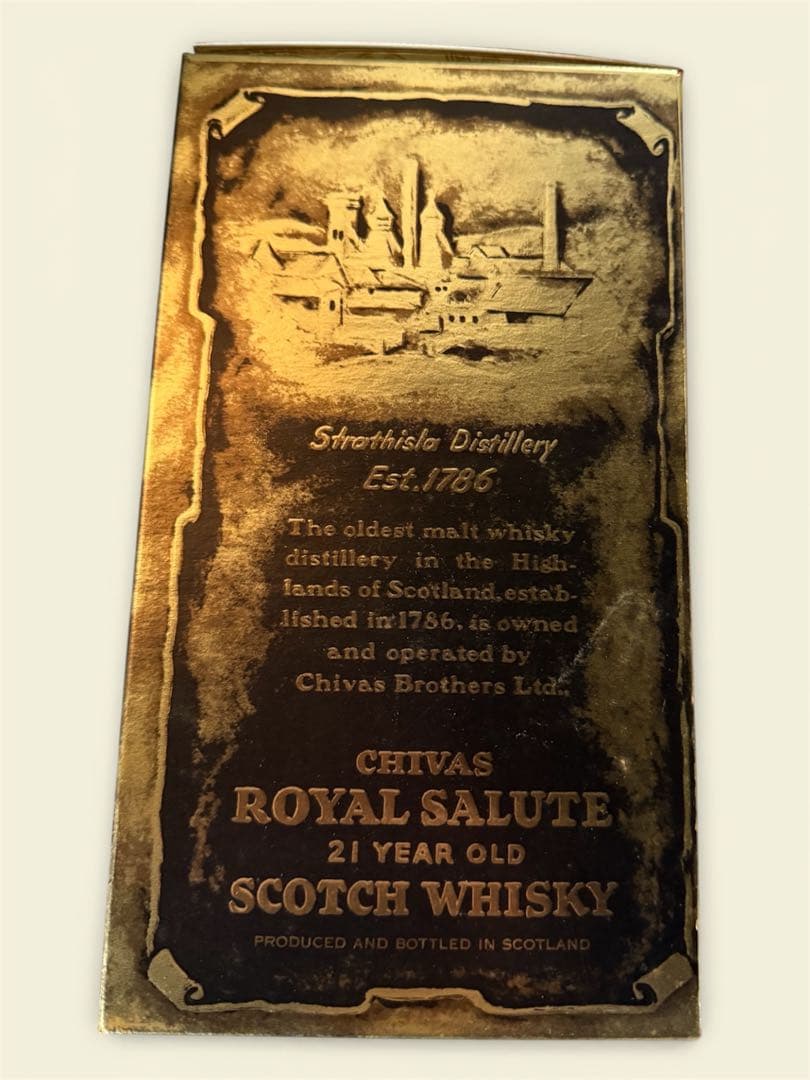 Strathisla Distillery
Est. 1786
The oldest malt whisky
distillery in the High-
lands of Scotland, estab-
lished in 1786, is owned
and operated by
Chivas Brothers Ltd.,
CHIVAS
ROYAL SALUTE
21 YEAR OLD
SCOTCH WHISKY
PRODUCED AND BOTTLED IN SCOTLAND